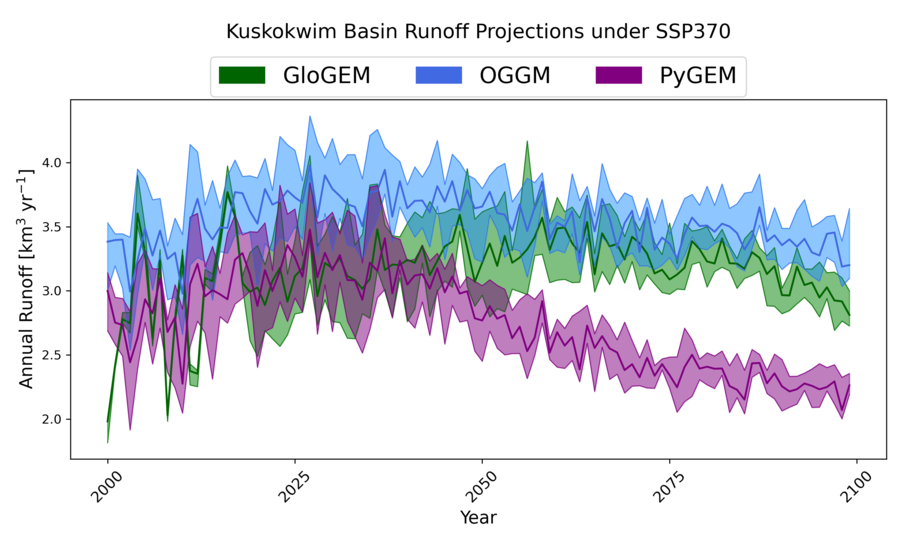 Kuskokwim Basin Runoff Projections under SSP370
GloGEM OGGM PyGEM
Annual Runoff [km³ yr⁻¹]
4.0
3.5
3.0
2.5
2.0
2000 2025 2050 2075 2100
Year